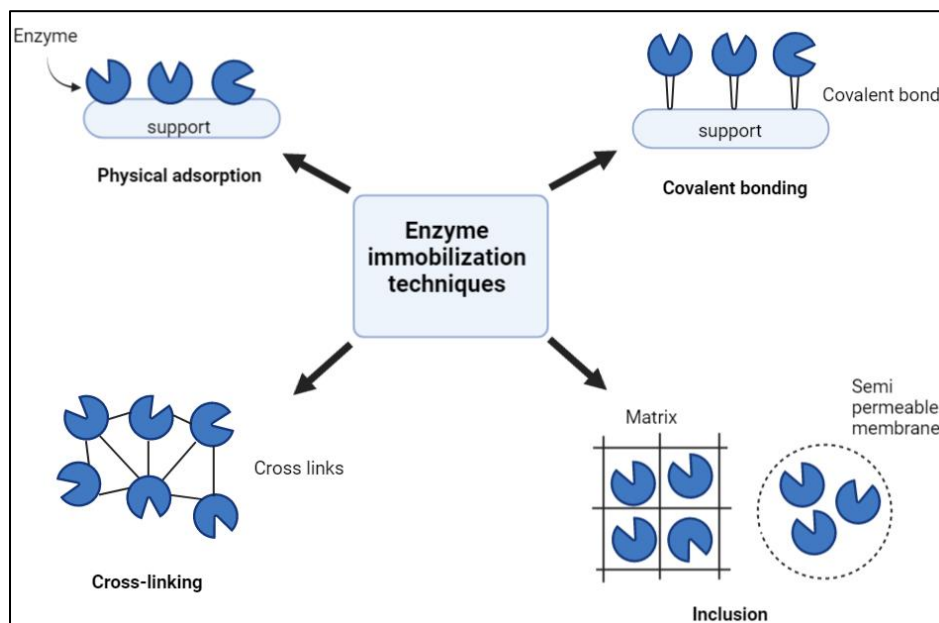 Enzyme
support
Physical adsorption
Covalent bond
support
Covalent bonding
Enzyme
immobilization
techniques
Cross links
Cross-linking
Matrix
Semi
permeable
membrane
Inclusion